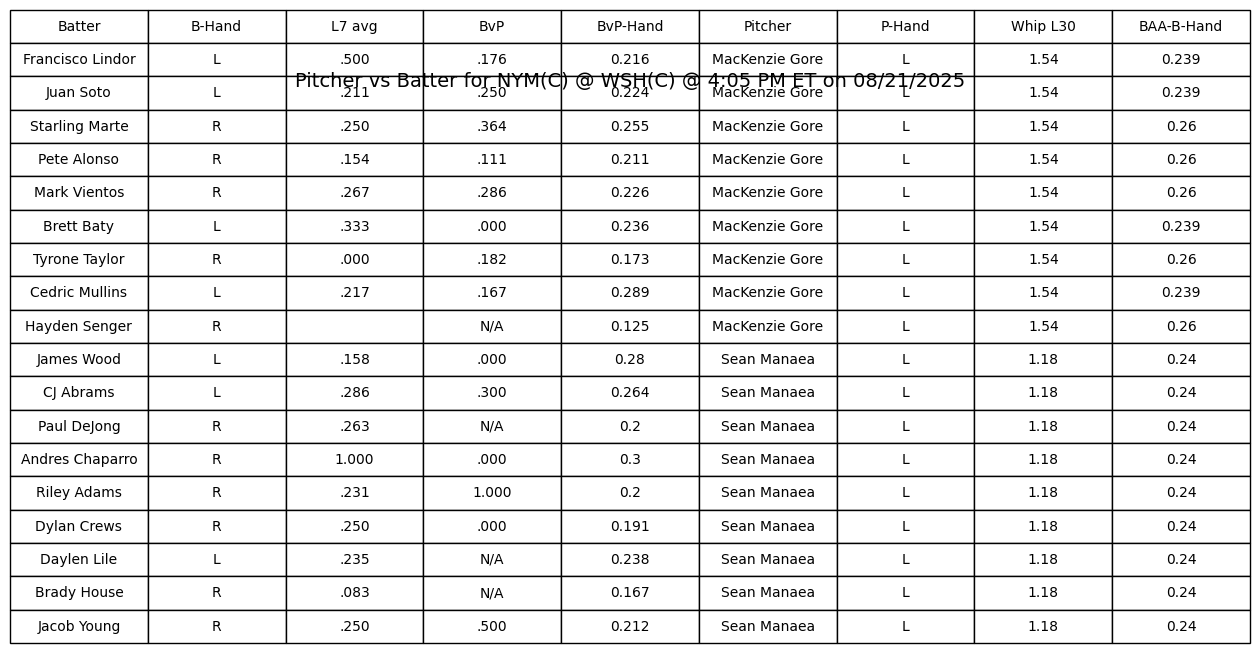 Batter B-Hand L7 avg BvP BvP-Hand Pitcher P-Hand Whip L30 BAA-B-Hand
Francisco Lindor L .500 .176 0.216 MacKenzie Gore L 1.54 0.239
Pitcher vs Batter for NYM(C) @ WSH(C) @ 4:05 PM ET on 08/21/2025
Juan Soto L .211 .250 0.224 MacKenzie Gore L 1.54 0.239
Starling Marte R .250 .364 0.255 MacKenzie Gore L 1.54 0.26
Pete Alonso R .154 .111 0.211 MacKenzie Gore L 1.54 0.26
Mark Vientos R .267 .286 0.226 MacKenzie Gore L 1.54 0.26
Brett Baty L .333 .000 0.236 MacKenzie Gore L 1.54 0.239
Tyrone Taylor R .000 .182 0.173 MacKenzie Gore L 1.54 0.26
Cedric Mullins L .217 .167 0.289 MacKenzie Gore L 1.54 0.239
Hayden Senger R N/A 0.125 MacKenzie Gore L 1.54 0.26
James Wood L .158 .000 0.28 Sean Manaea L 1.18 0.24
CJ Abrams L .286 .300 0.264 Sean Manaea L 1.18 0.24
Paul DeJong R .263 N/A 0.2 Sean Manaea L 1.18 0.24
Andres Chaparro R 1.000 .000 0.3 Sean Manaea L 1.18 0.24
Riley Adams R .231 1.000 0.2 Sean Manaea L 1.18 0.24
Dylan Crews R .250 .000 0.191 Sean Manaea L 1.18 0.24
Daylen Lile L .235 N/A 0.238 Sean Manaea L 1.18 0.24
Brady House R .083 N/A 0.167 Sean Manaea L 1.18 0.24
Jacob Young R .250 .500 0.212 Sean Manaea L 1.18 0.24